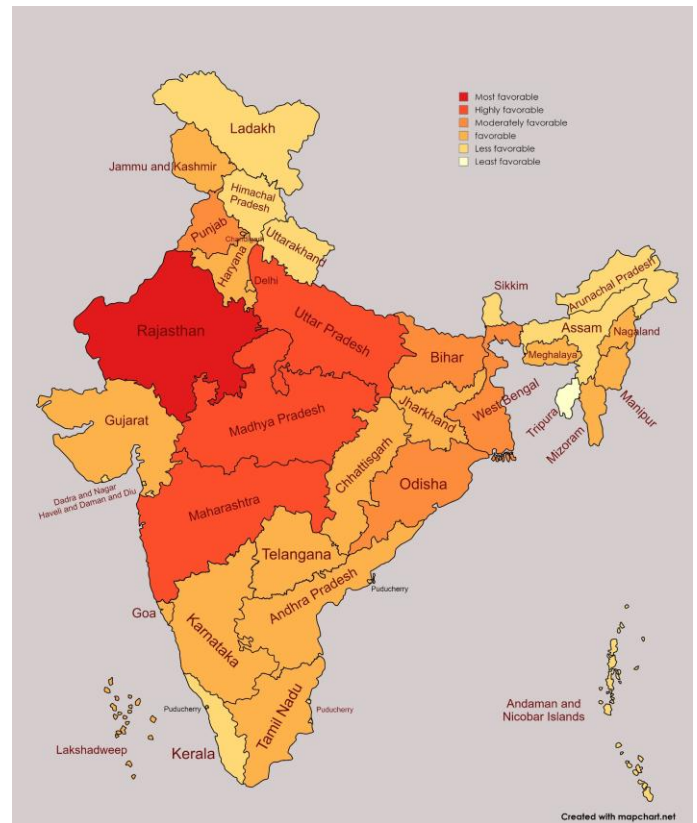 Most favorable
Highly favorable
Moderately favorable
favorable
Less favorable
Least favorable
Ladakh
Jammu and Kashmir
Himachal
Pradesh
Punjab
Chandigarh
Uttarakhand
Haryana
Delhi
Rajasthan
Uttar Pradesh
Sikkim
Arunachal Pradesh
Assam
Nagaland
Bihar
Meghalaya
Manipur
Gujarat
Madhya Pradesh
Jharkhand
West Bengal
Tripura
Mizoram
Chhattisgarh
Dadra and Nagar
Haveli and Daman and Diu
Maharashtra
Odisha
Telangana
Andhra Pradesh
Puducherry
Goa
Karnataka
Puducherry
Puducherry
Tamil Nadu
Andaman and
Nicobar Islands
Lakshadweep
Kerala
Created with mapchart.net